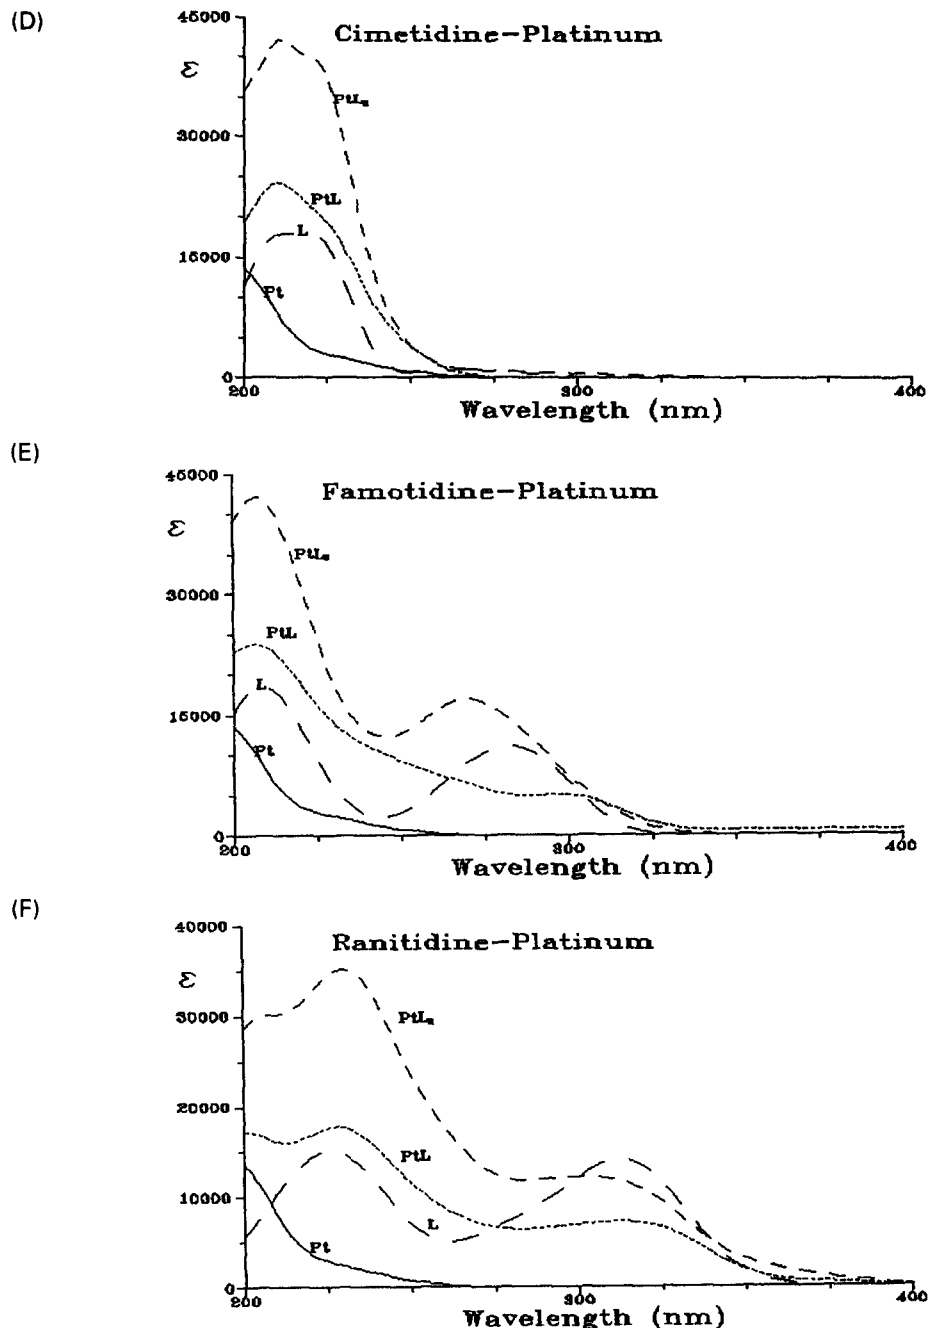 (D)
45000
Cimetidine-Platinum
ε
PtL₂
30000
PtL
L
15000
Pt
0
200 300 400
Wavelength (nm)
(E)
45000
Famotidine-Platinum
ε
PtL₂
30000
PtL
L
15000
Pt
0
200 300 400
Wavelength (nm)
(F)
40000
Ranitidine-Platinum
ε
PtL₂
30000
20000
PtL
10000
L
Pt
0
200 300 400
Wavelength (nm)